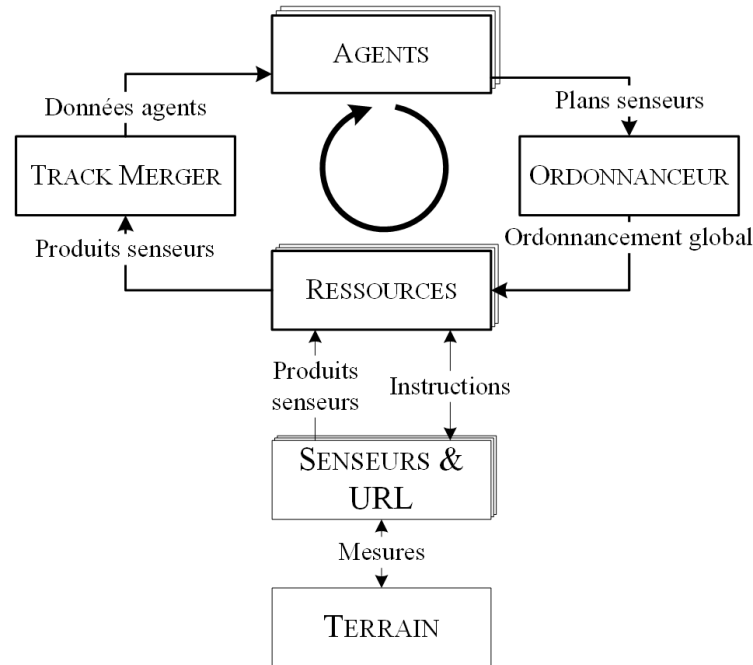 AGENTS
Données agents
Plans senseurs
TRACK MERGER
ORDONNANCEUR
Produits senseurs
Ordonnancement global
RESSOURCES
Produits
senseurs
Instructions
SENSEURS &
URL
Mesures
TERRAIN